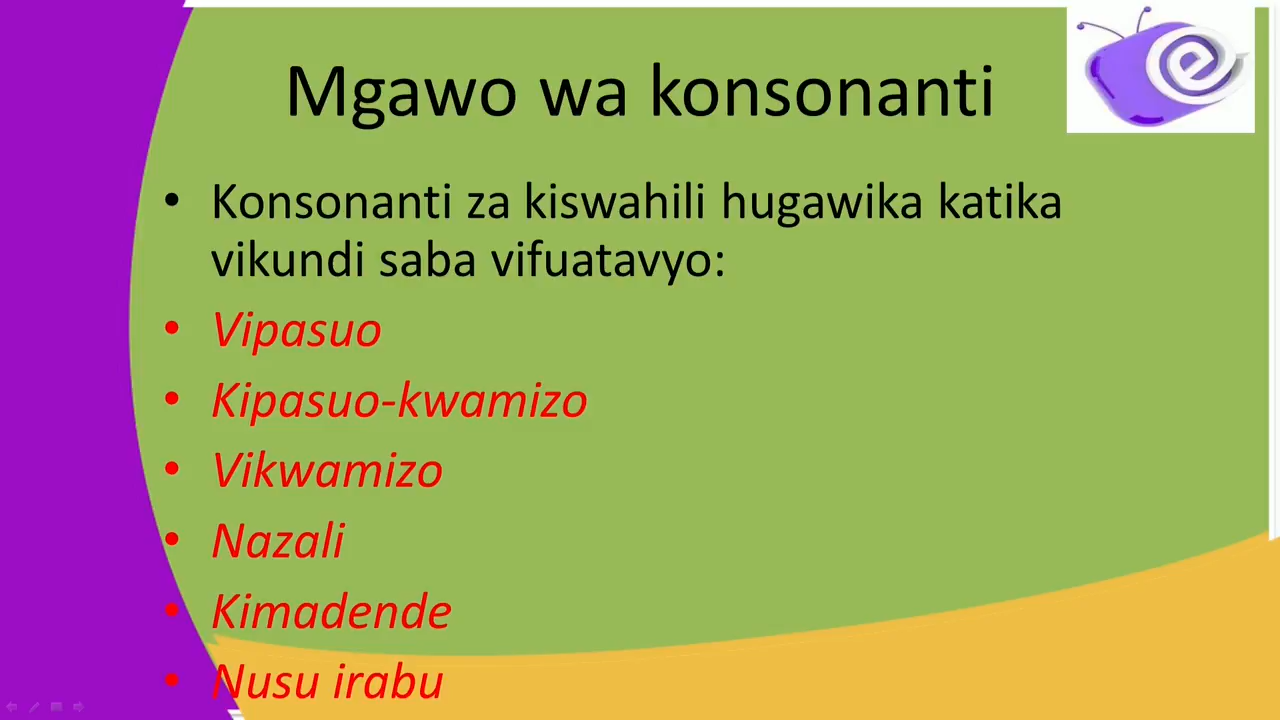 Mgawo wa konsonanti
• Konsonanti za kiswahili hugawika katika
vikundi saba vifuatavyo:
• Vipasuo
• Kipasuo-kwamizo
• Vikwamizo
• Nazali
• Kimadende
• Nusu irabu